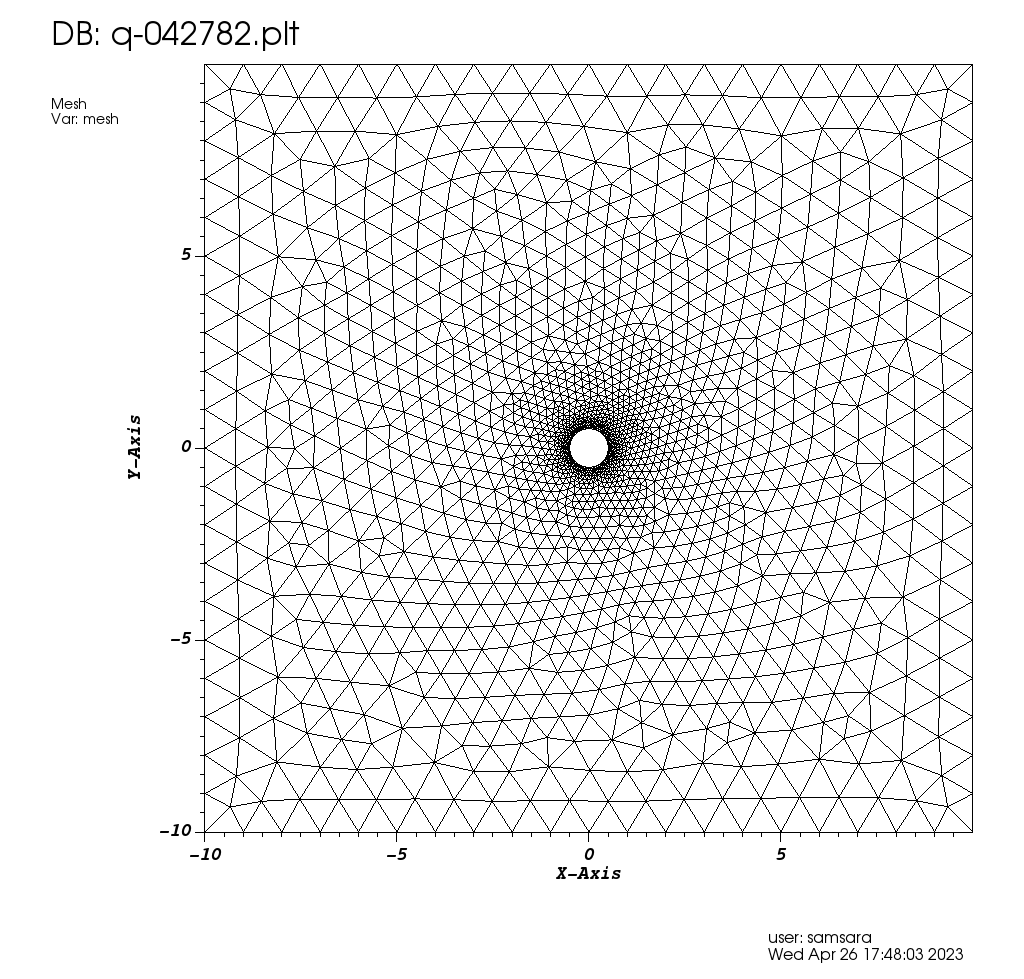 DB: q-042782.plt
Mesh
Var: mesh
5
0
-5
-10
Y-Axis
-10
-5
0
5
X-Axis
user: samsara
Wed Apr 26 17:48:03 2023